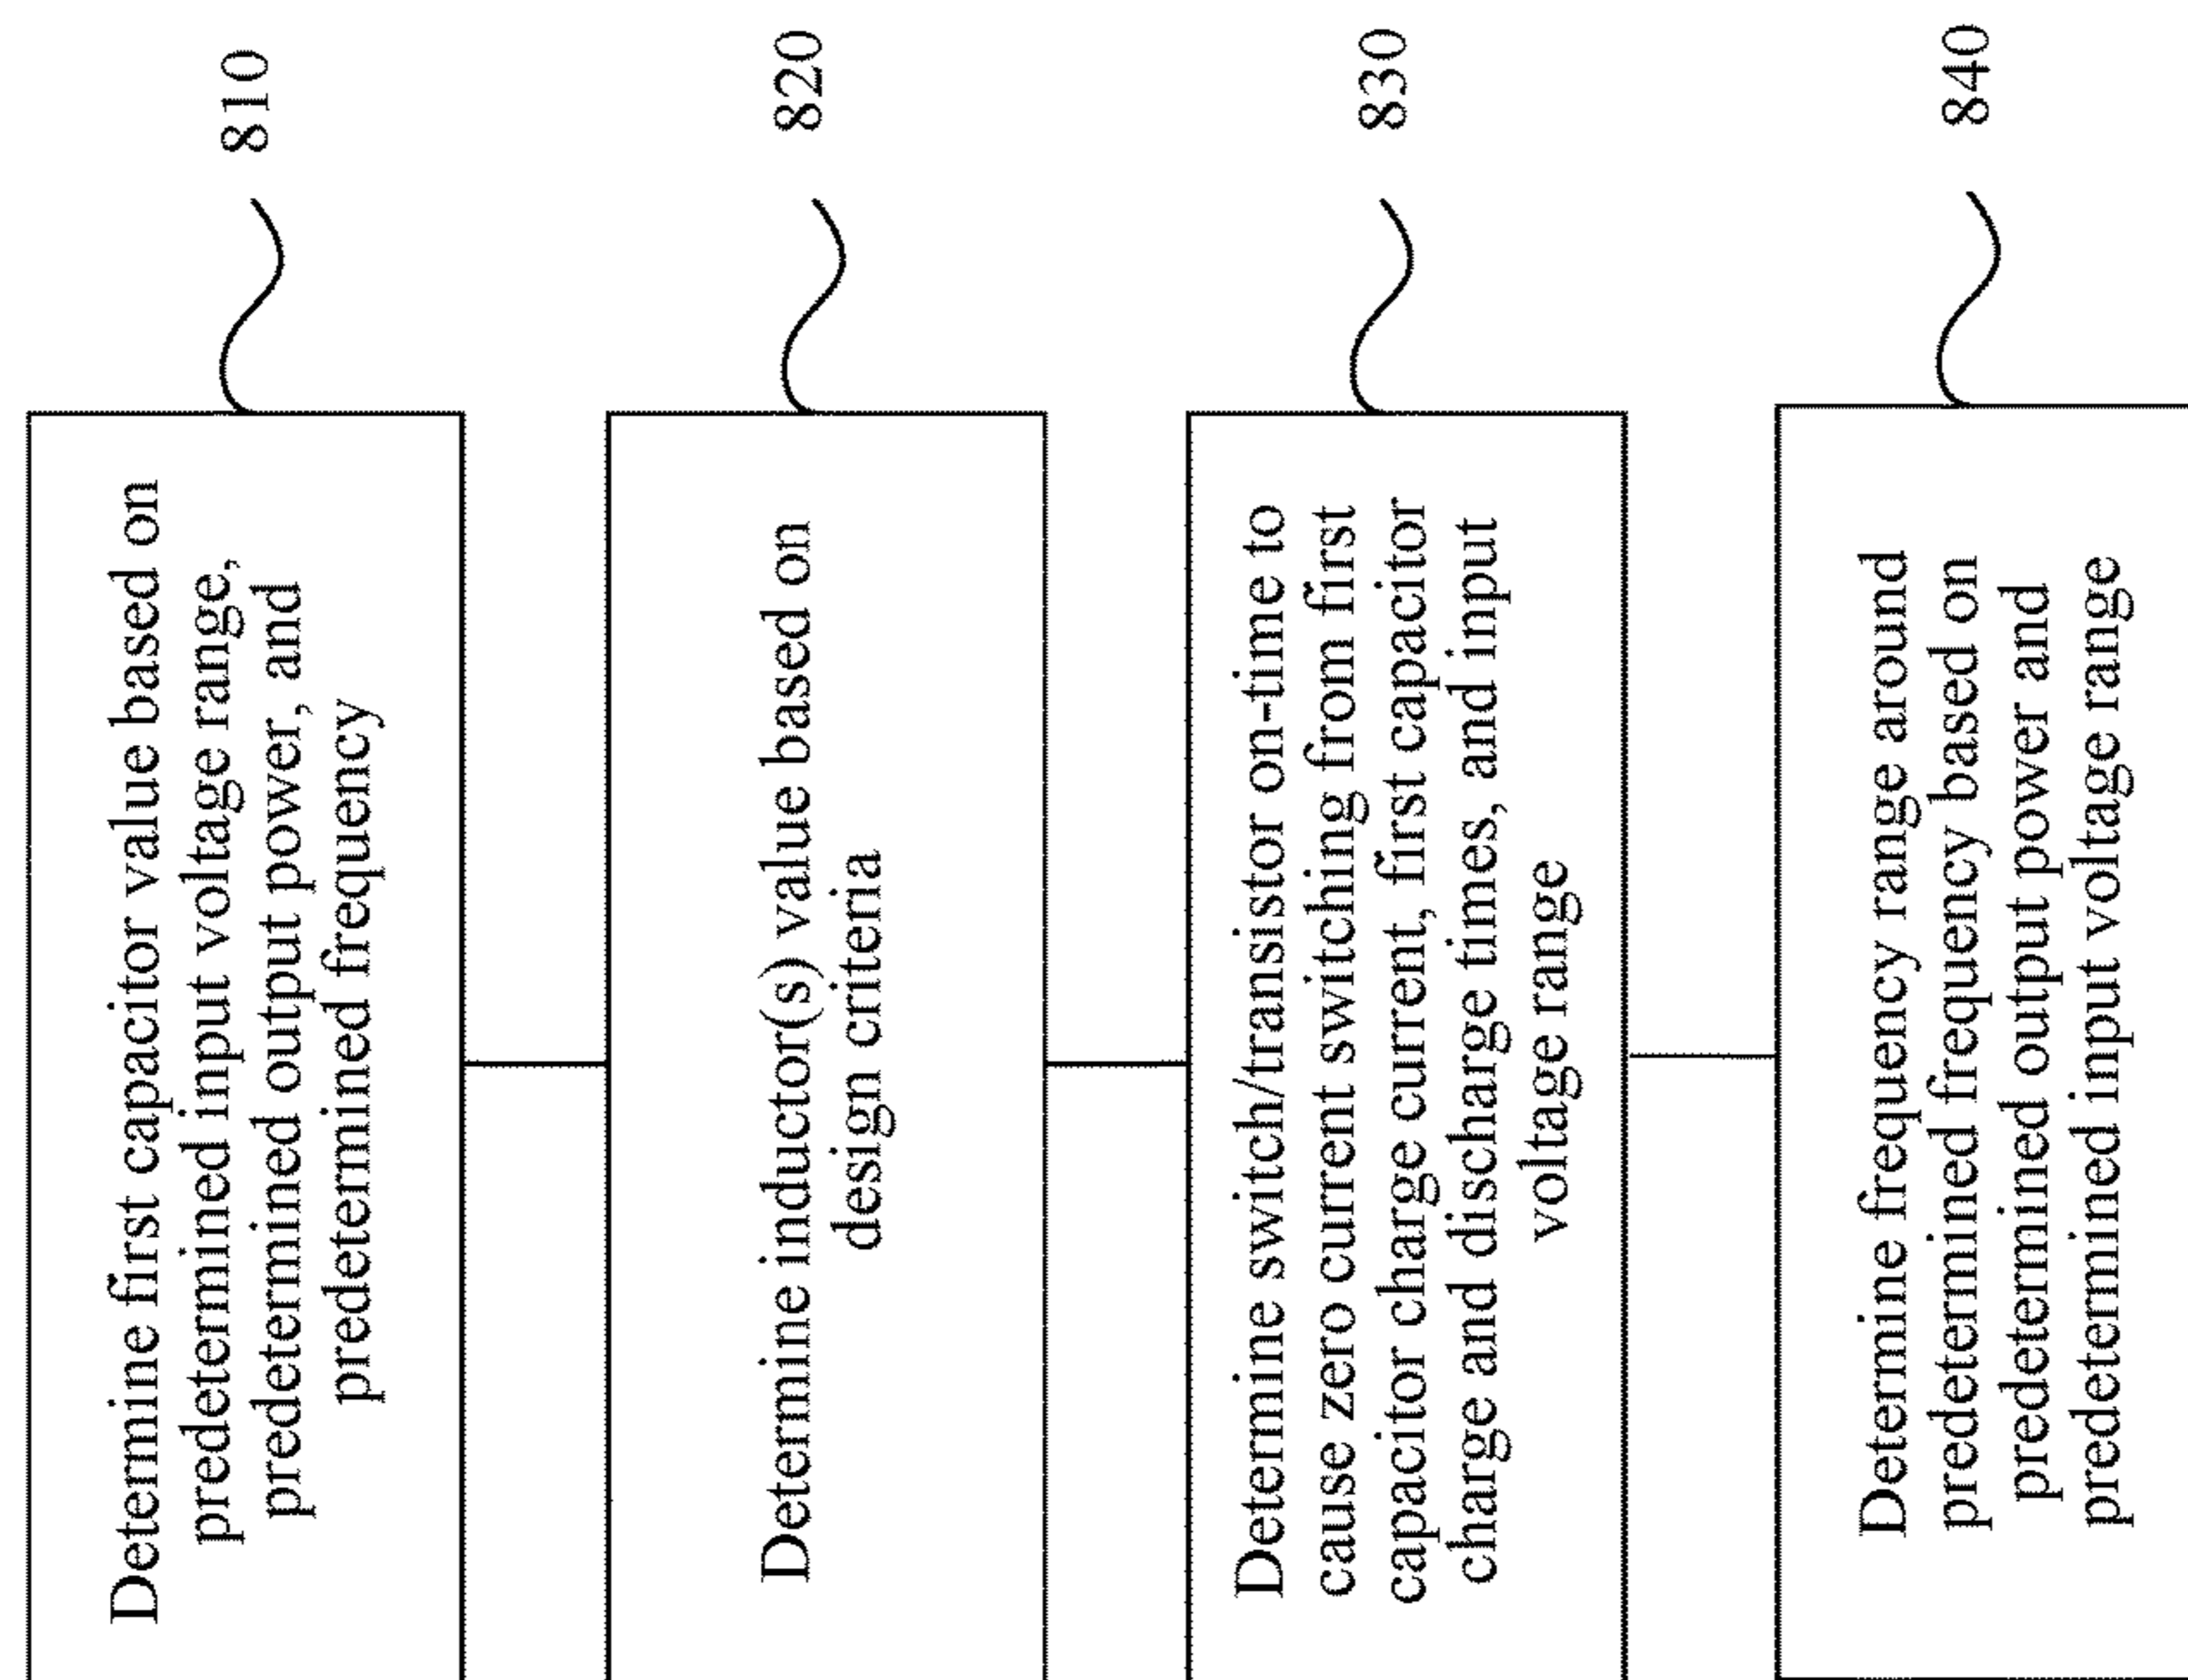 Determine first capacitor value based on
predetermined input voltage range,
predetermined output power, and
predetermined frequency
810
Determine inductor(s) value based on
design criteria
820
Determine switch/transistor on-time to
cause zero current switching from first
capacitor charge current, first capacitor
charge and discharge times, and input
voltage range
830
Determine frequency range around
predetermined frequency based on
predetermined output power and
predetermined input voltage range
840